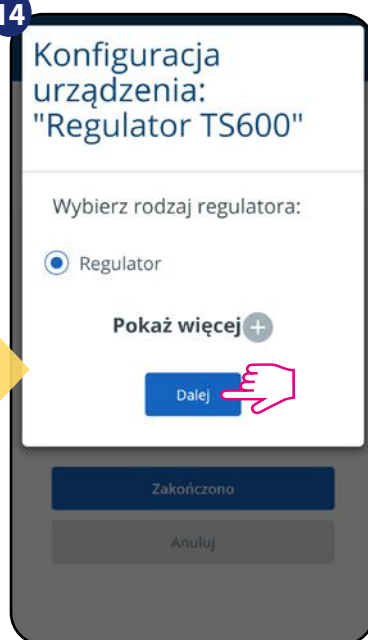 14
Konfiguracja
urządzenia:
"Regulator TS600"
Wybierz rodzaj regulatora:
Regulator
Pokaż więcej
Dalej
Zakończono
Anuluj